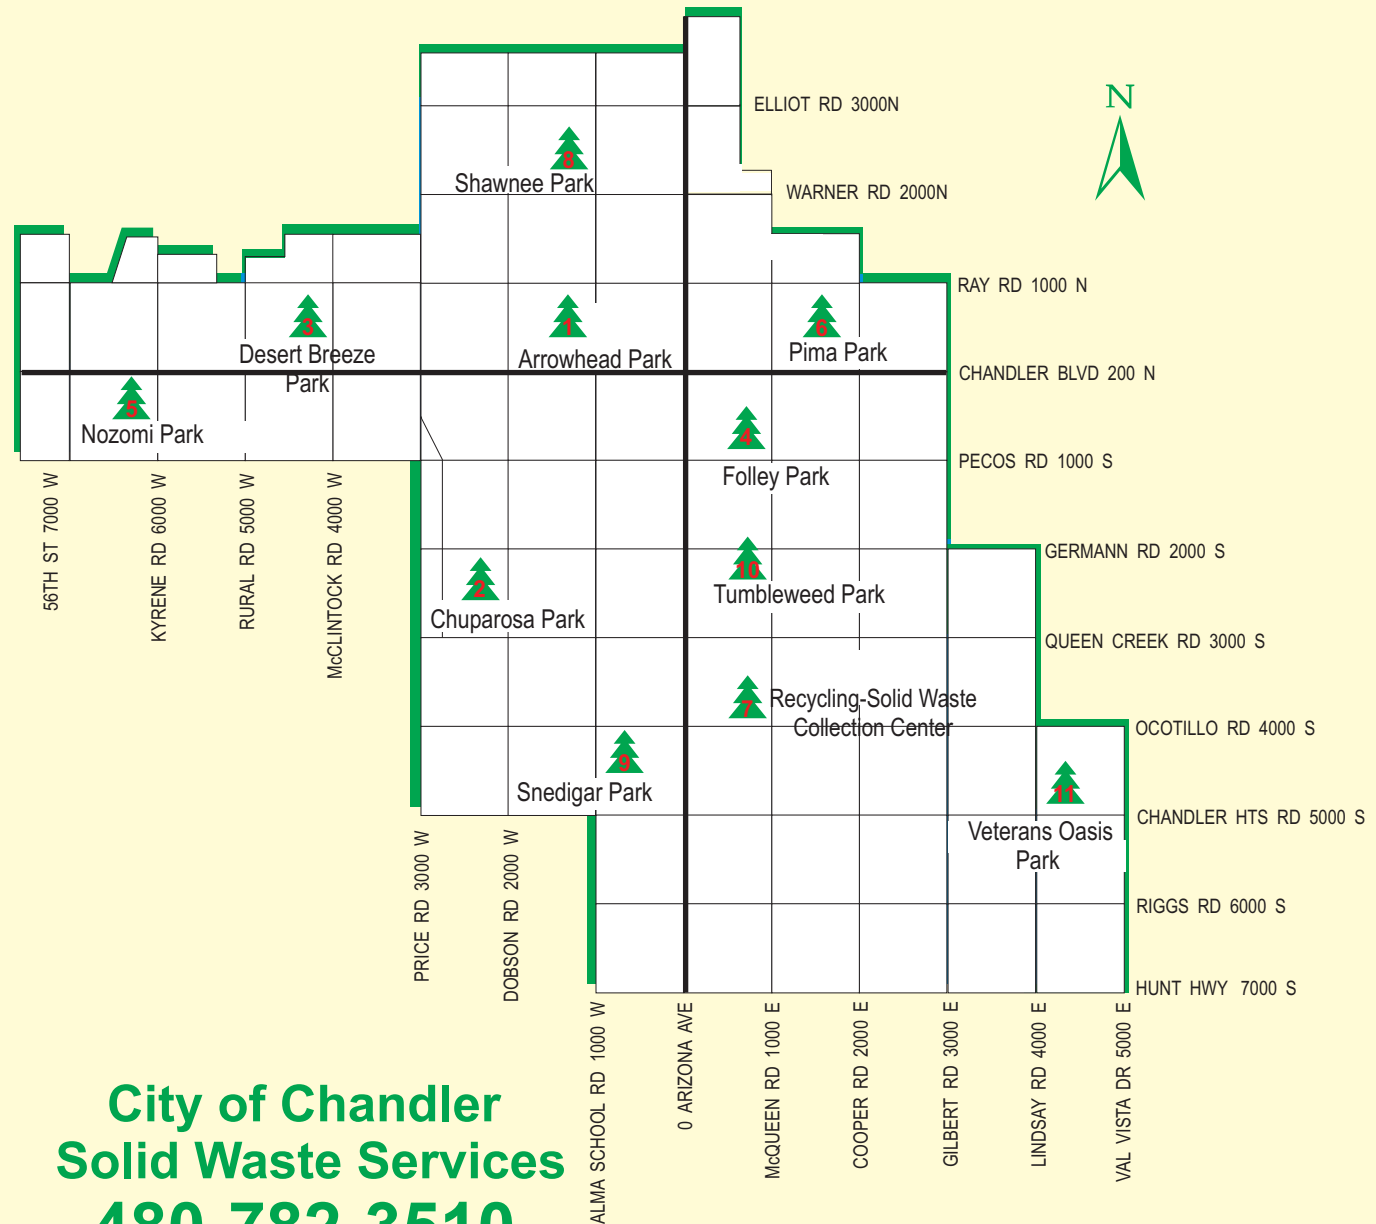 N
ELLIOT RD 3000N
8
Shawnee Park
WARNER RD 2000N
RAY RD 1000 N
3
Desert Breeze
Park
1
Arrowhead Park
6
Pima Park
CHANDLER BLVD 200 N
5
Nozomi Park
4
Folley Park
PECOS RD 1000 S
56TH ST 7000 W
KYRENE RD 6000 W
RURAL RD 5000 W
McCLINTOCK RD 4000 W
GERMANN RD 2000 S
2
Chuparosa Park
10
Tumbleweed Park
QUEEN CREEK RD 3000 S
7
Recycling-Solid Waste
Collection Center
OCOTILLO RD 4000 S
9
Snedigar Park
11
Veterans Oasis
Park
CHANDLER HTS RD 5000 S
RIGGS RD 6000 S
HUNT HWY 7000 S
PRICE RD 3000 W
DOBSON RD 2000 W
ALMA SCHOOL RD 1000 W
0 ARIZONA AVE
McQUEEN RD 1000 E
COOPER RD 2000 E
GILBERT RD 3000 E
LINDSAY RD 4000 E
VAL VISTA DR 5000 E
City of Chandler
Solid Waste Services
480-782-3510